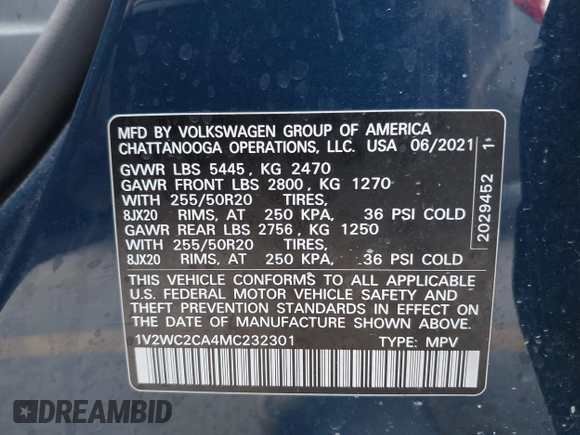 MFD BY VOLKSWAGEN GROUP OF AMERICA
CHATTANOOGA OPERATIONS, LLC. USA 06/2021 1
GVWR LBS 5445, KG 2470
GAWR FRONT LBS 2800, KG 1270
WITH 255/50R20 TIRES,
8JX20 RIMS, AT 250 KPA, 36 PSI COLD
GAWR REAR LBS 2756, KG 1250
WITH 255/50R20 TIRES,
8JX20 RIMS, AT 250 KPA, 36 PSI COLD
THIS VEHICLE CONFORMS TO ALL APPLICABLE
U.S. FEDERAL MOTOR VEHICLE SAFETY AND
THEFT PREVENTION STANDARDS IN EFFECT ON
THE DATE OF MANUFACTURE SHOWN ABOVE.
1V2WC2CA4MC232301 TYPE: MPV
2029452
DREAMBID